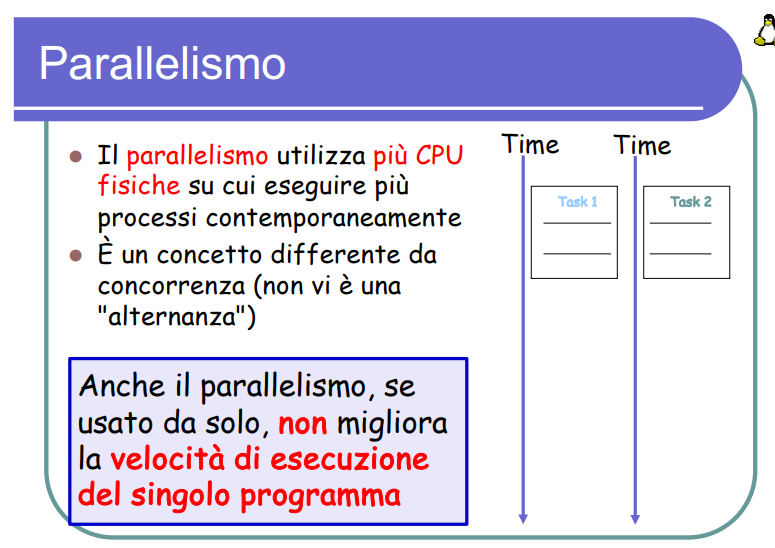 Parallelismo
Il parallelismo utilizza più CPU
fisiche su cui eseguire più
processi contemporaneamente
È un concetto differente da
concorrenza (non vi è una
"alternanza")
Anche il parallelismo, se
usato da solo, non migliora
la velocità di esecuzione
del singolo programma
Time
Time
Task 1
Task 2